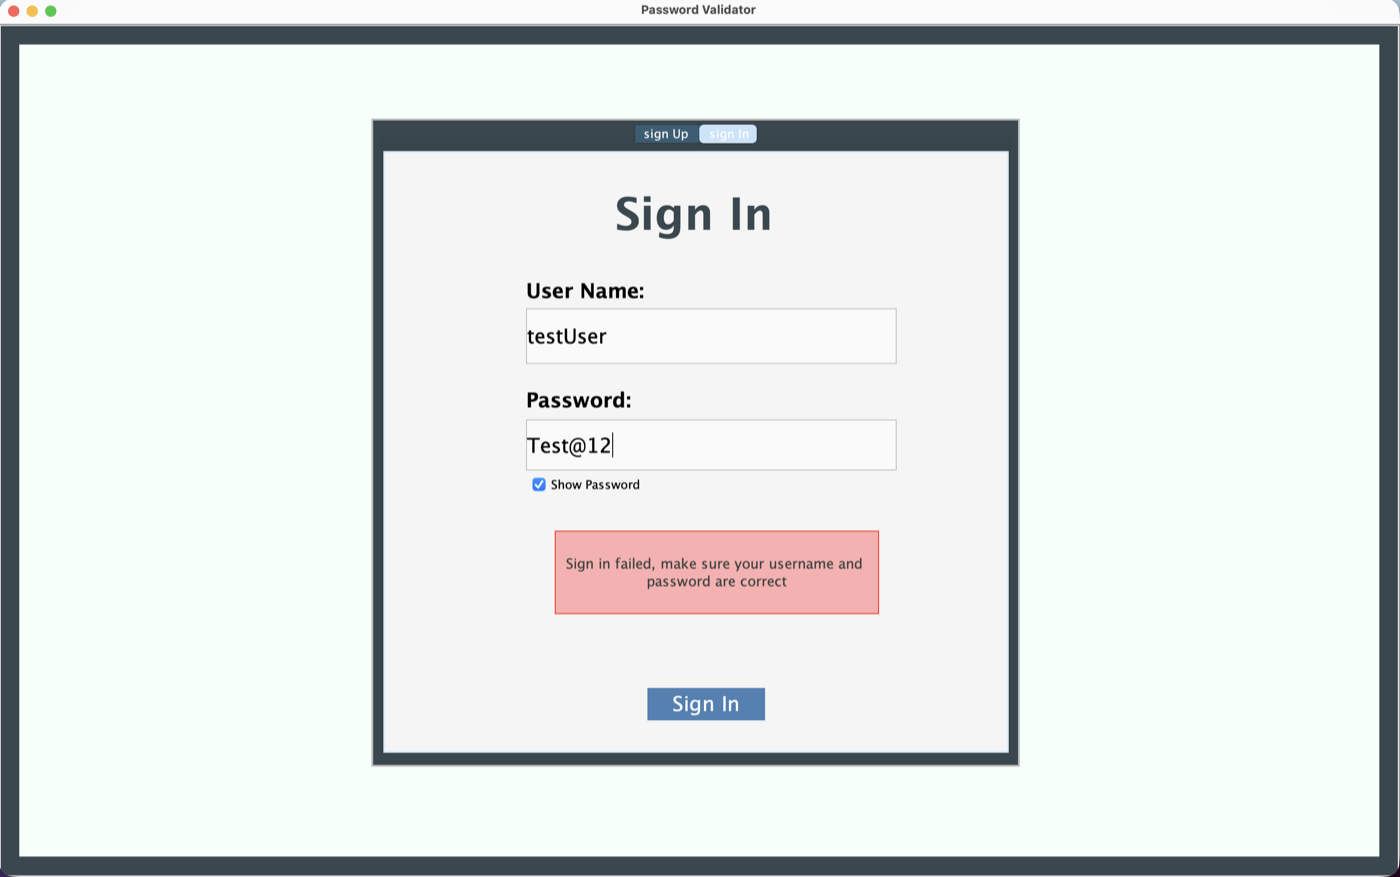 Password Validator
sign Up sign In
Sign In
User Name:
testUser
Password:
Test@12
Show Password
Sign in failed, make sure your username and
password are correct
Sign In